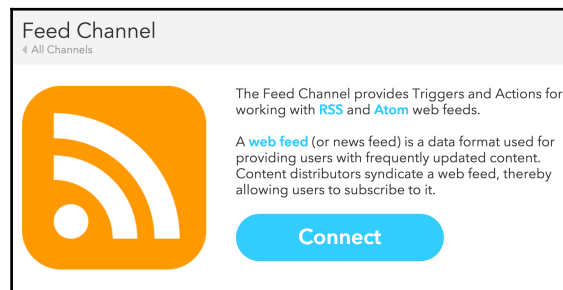 Feed Channel
All Channels
The Feed Channel provides Triggers and Actions for
working with RSS and Atom web feeds.
A web feed (or news feed) is a data format used for
providing users with frequently updated content.
Content distributors syndicate a web feed, thereby
allowing users to subscribe to it.
Connect